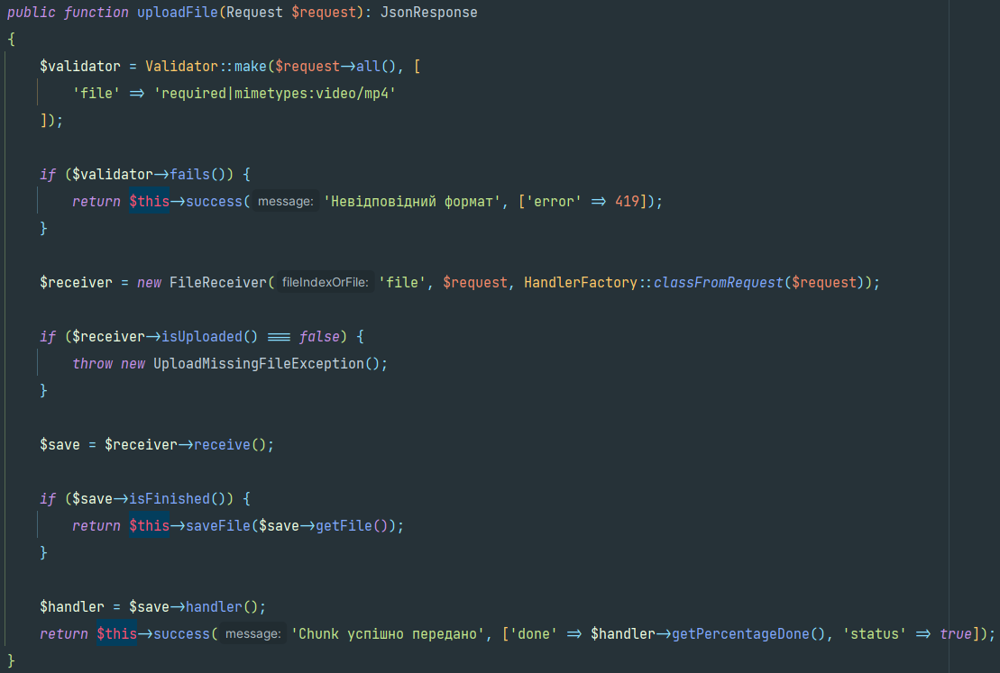 public function uploadFile(Request $request): JsonResponse
{
    $validator = Validator::make($request->all(), [
        'file' => 'required|mimetypes:video/mp4'
    ]);
    if ($validator->fails()) {
        return $this->success( message: 'Невідповідний формат', ['error' => 419]);
    }
    $receiver = new FileReceiver( fileIndexOrFile: 'file', $request, HandlerFactory::classFromRequest($request));
    if ($receiver->isUploaded() === false) {
        throw new UploadMissingFileException();
    }
    $save = $receiver->receive();
    if ($save->isFinished()) {
        return $this->saveFile($save->getFile());
    }
    $handler = $save->handler();
    return $this->success( message: 'Chunk успішно передано', ['done' => $handler->getPercentageDone(), 'status' => true]);
}